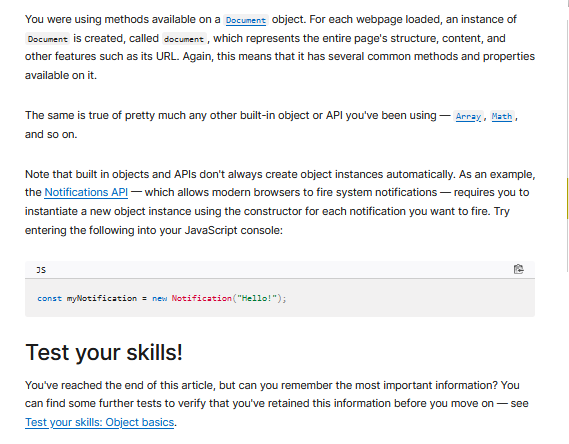 You were using methods available on a Document object. For each webpage loaded, an instance of
Document is created, called document, which represents the entire page's structure, content, and
other features such as its URL. Again, this means that it has several common methods and properties
available on it.
The same is true of pretty much any other built-in object or API you've been using — Array, Math,
and so on.
Note that built in objects and APIs don't always create object instances automatically. As an example,
the Notifications API — which allows modern browsers to fire system notifications — requires you to
instantiate a new object instance using the constructor for each notification you want to fire. Try
entering the following into your JavaScript console:
JS
const myNotification = new Notification("Hello!");
Test your skills!
You've reached the end of this article, but can you remember the most important information? You
can find some further tests to verify that you've retained this information before you move on — see
Test your skills: Object basics.